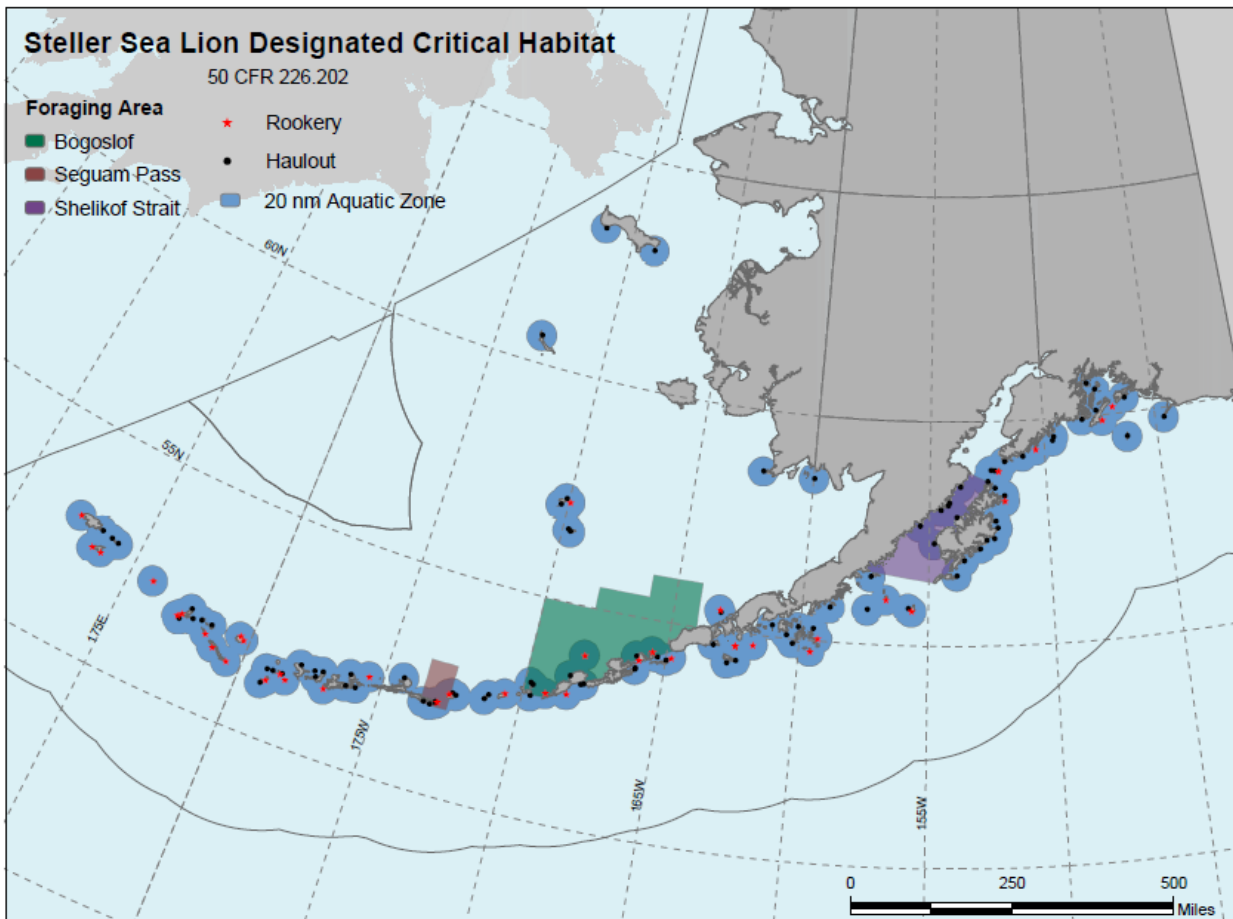 Steller Sea Lion Designated Critical Habitat
50 CFR 226.202
Foraging Area
Bogoslof
Seguam Pass
Shelikof Strait
Rookery
Haulout
20 nm Aquatic Zone
60N
55N
175E
175W
165W
155W
0 250 500
Miles